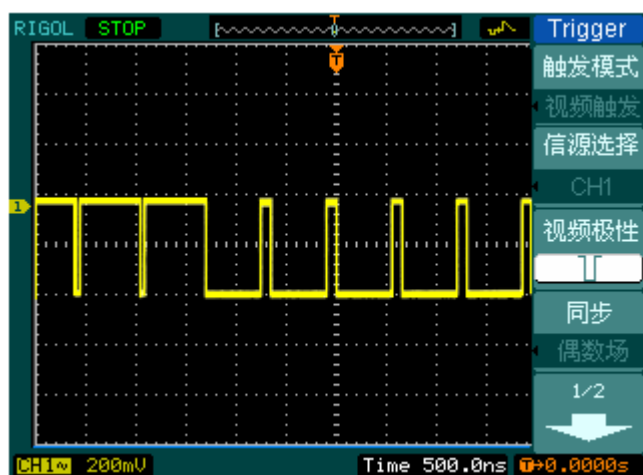 RIGOL STOP Trigger
T
触发模式
视频触发
信源选择
CH1
1
视频极性
同步
偶数场
1/2
CH1 200mV Time 500.0ns T→0.0000s